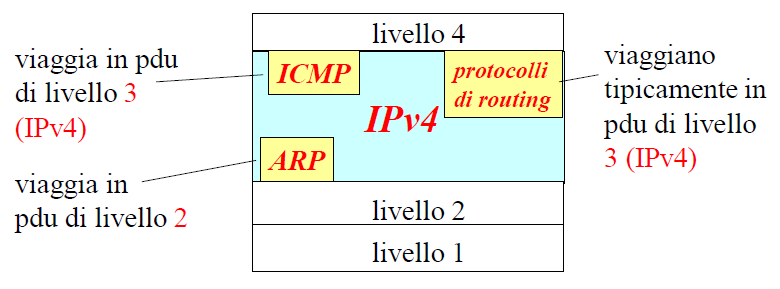 livello 4
viaggia in pdu
di livello 3
(IPv4)
ICMP
protocolli
di routing
viaggiano
tipicamente in
pdu di livello
3 (IPv4)
IPv4
ARP
viaggia in
pdu di livello 2
livello 2
livello 1